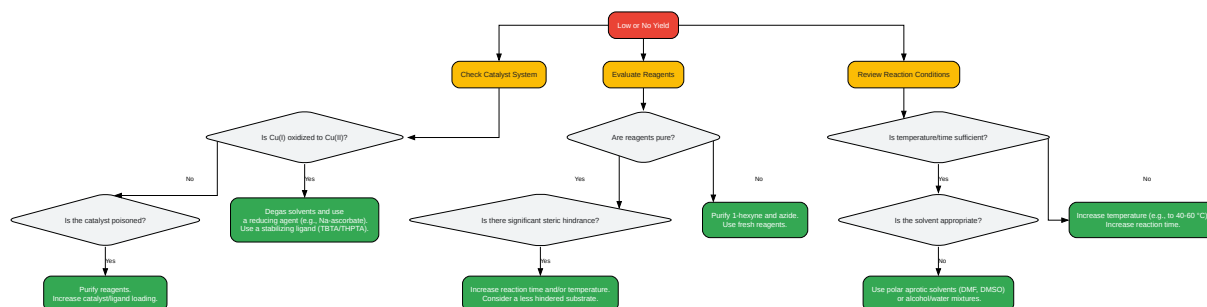 Low or No Yield
Check Catalyst System
Evaluate Reagents
Review Reaction Conditions
Is Cu(I) oxidized to Cu(II)?
Are reagents pure?
Is temperature/time sufficient?
No
Yes
Yes
No
Yes
No
Is the catalyst poisoned?
Degas solvents and use
a reducing agent (e.g., Na-ascorbate).
Use a stabilizing ligand (TBTA/THPTA).
Is there significant steric hindrance?
Purify 1-hexyne and azide.
Use fresh reagents.
Is the solvent appropriate?
Increase temperature (e.g., to 40-60 °C)
Increase reaction time.
Yes
Yes
No
Purify reagents.
Increase catalyst/ligand loading.
Increase reaction time and/or temperature.
Consider a less hindered substrate.
Use polar aprotic solvents (DMF, DMSO)
or alcohol/water mixtures.